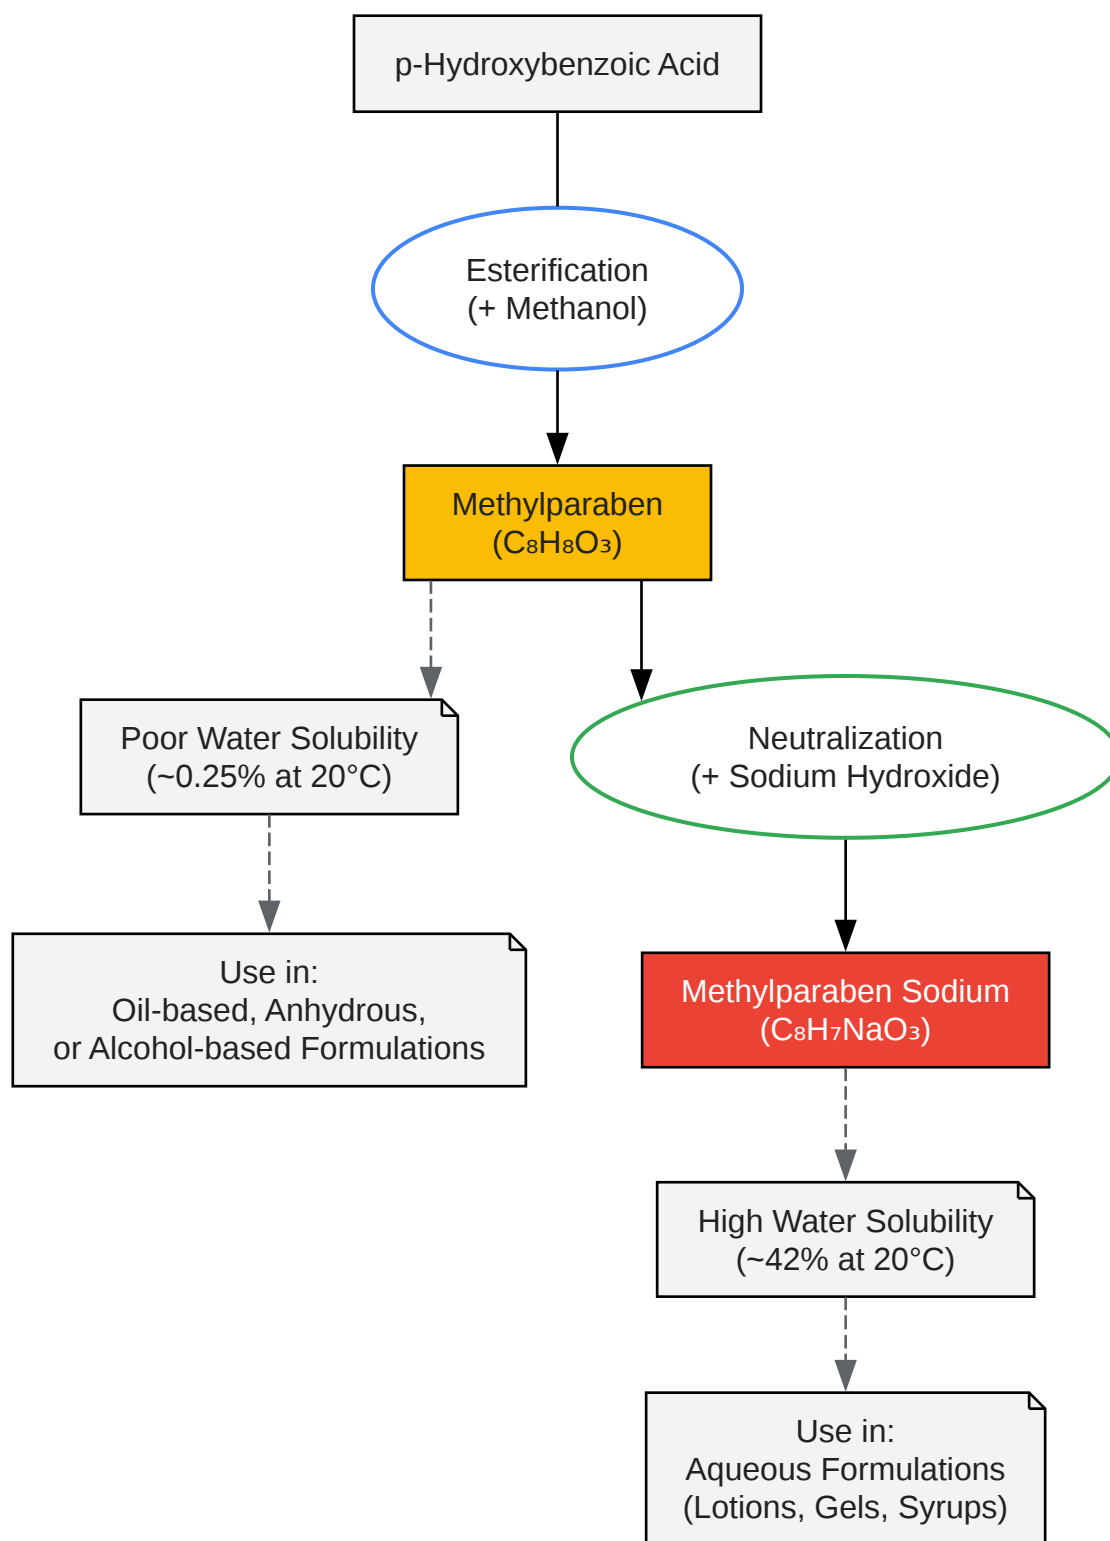 p-Hydroxybenzoic Acid
Esterification
(+ Methanol)
Methylparaben
(C₈H₈O₃)
Poor Water Solubility
(~0.25% at 20°C)
Neutralization
(+ Sodium Hydroxide)
Use in:
Oil-based, Anhydrous,
or Alcohol-based Formulations
Methylparaben Sodium
(C₈H₇NaO₃)
High Water Solubility
(~42% at 20°C)
Use in:
Aqueous Formulations
(Lotions, Gels, Syrups)